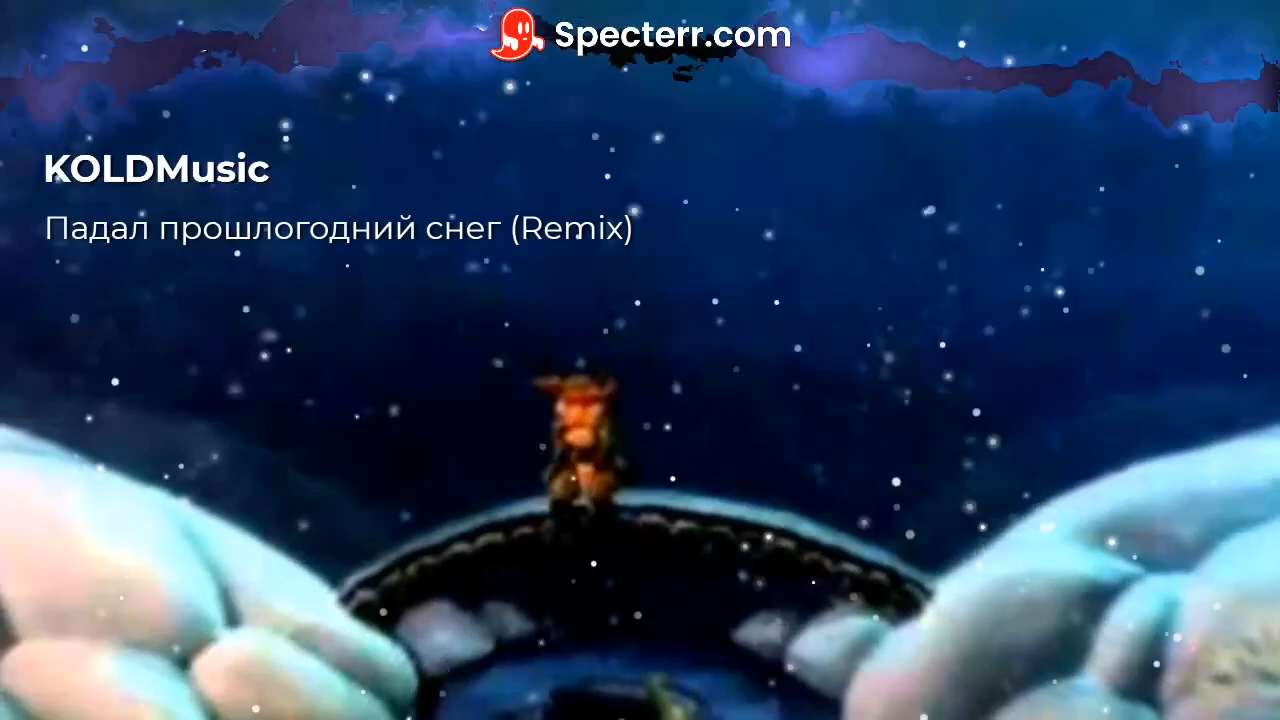 Specterr.com
KOLDMusic
Падал прошлогодний снег (Remix)